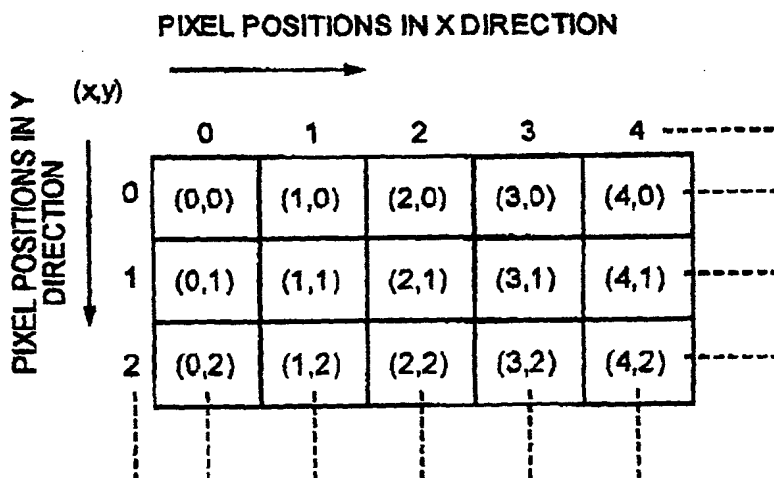 PIXEL POSITIONS IN X DIRECTION
(x,y)
PIXEL POSITIONS IN Y
DIRECTION
0 1 2 3 4
0 (0,0) (1,0) (2,0) (3,0) (4,0)
1 (0,1) (1,1) (2,1) (3,1) (4,1)
2 (0,2) (1,2) (2,2) (3,2) (4,2)